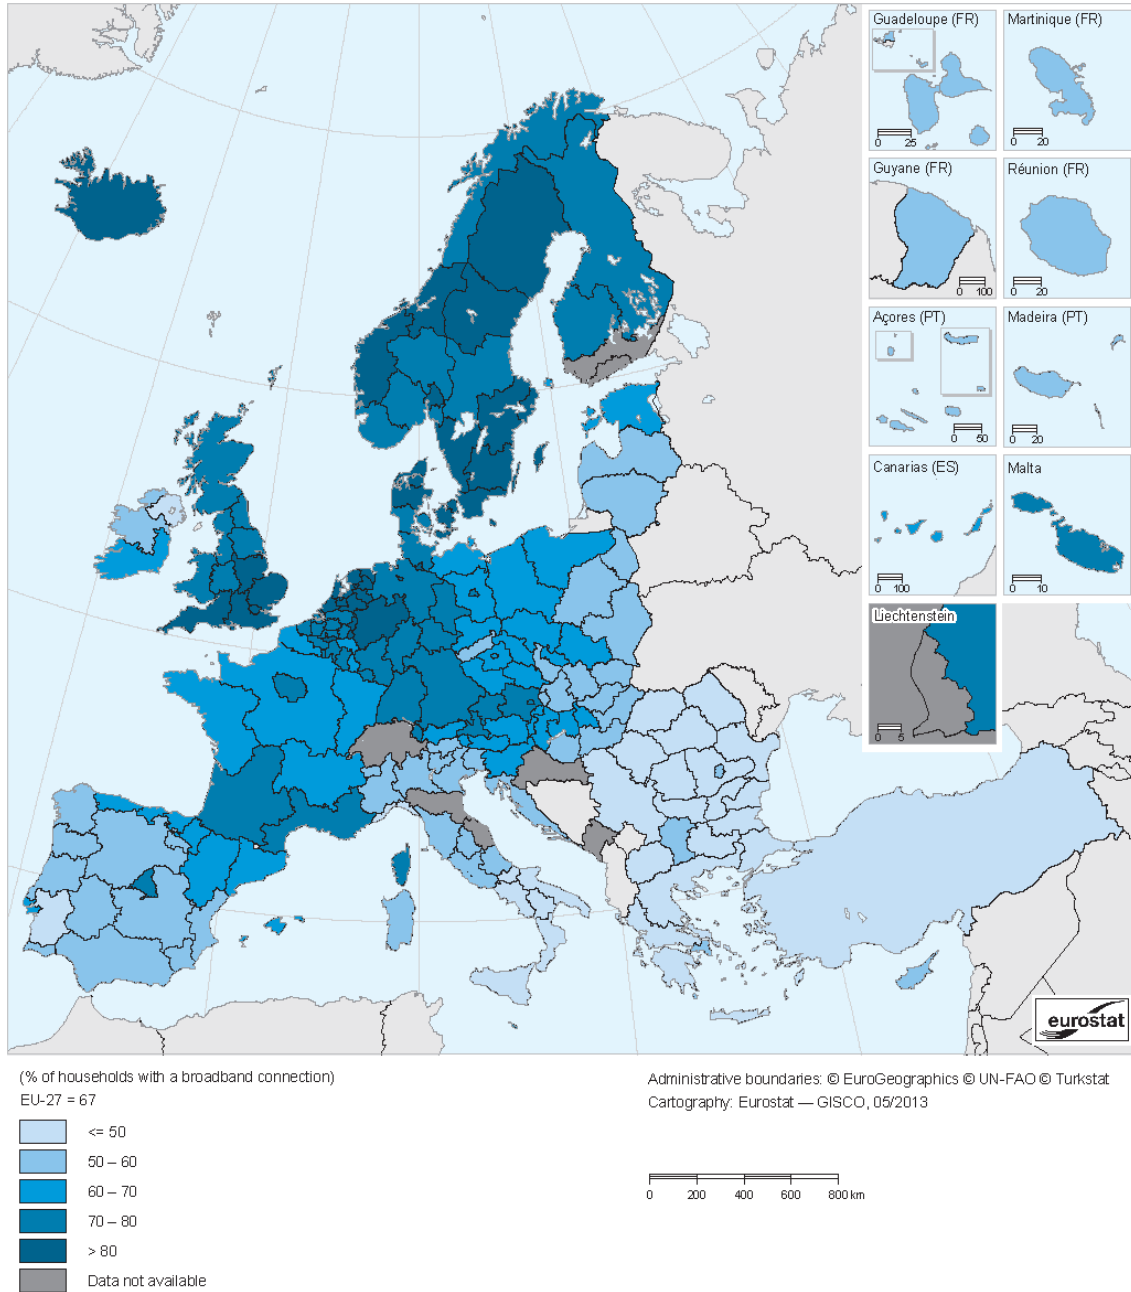 Guadeloupe (FR)
0 25
Martinique (FR)
0 20
Guyane (FR)
0 100
Réunion (FR)
0 20
Açores (PT)
0 50
Madeira (PT)
0 20
Canarias (ES)
0 100
Malta
0 10
Liechtenstein
0 5
eurostat
(% of households with a broadband connection)
EU-27 = 67
<= 50
50 – 60
60 – 70
70 – 80
> 80
Data not available
Administrative boundaries: © EuroGeographics © UN-FAO © Turkstat
Cartography: Eurostat — GISCO, 05/2013
0 200 400 600 800 km